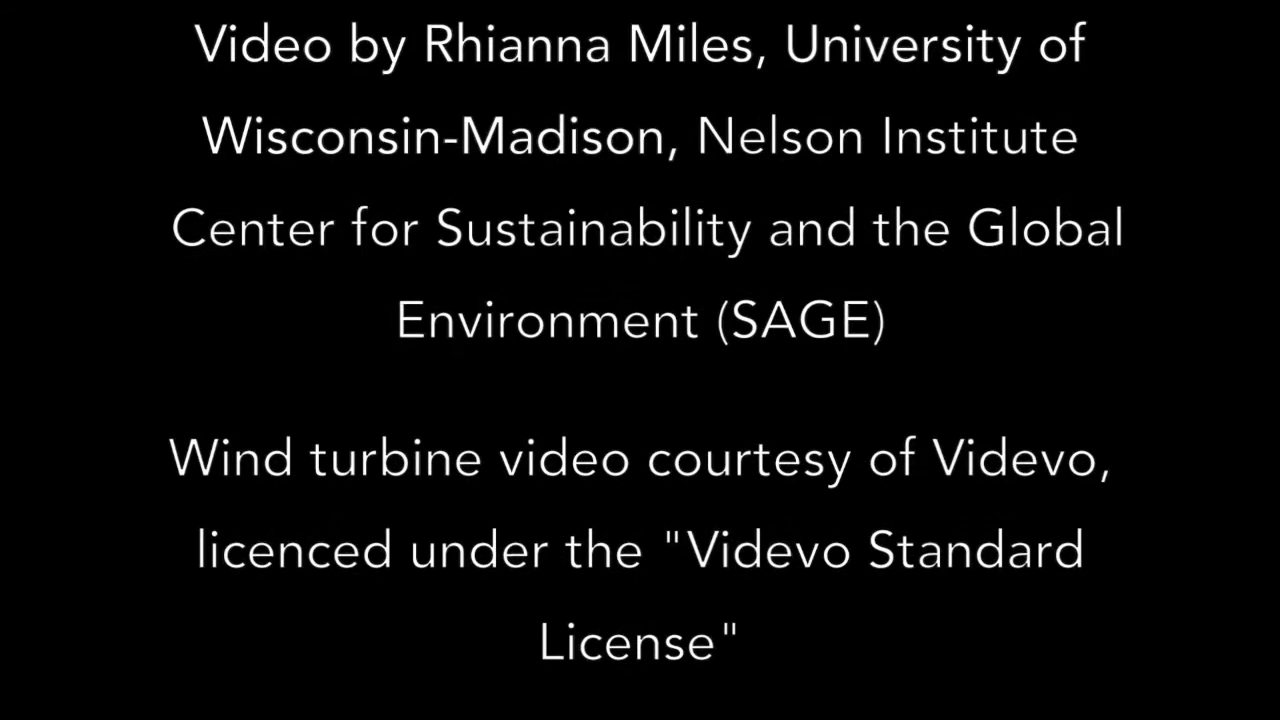 Video by Rhianna Miles, University of
Wisconsin-Madison, Nelson Institute
Center for Sustainability and the Global
Environment (SAGE)
Wind turbine video courtesy of Videvo,
licenced under the "Videvo Standard
License"